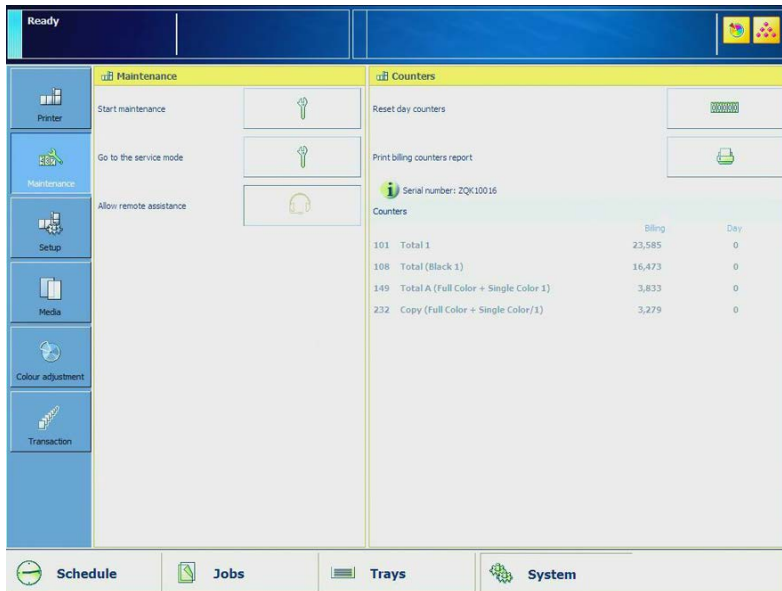 Ready
Printer
Maintenance
Setup
Media
Colour adjustment
Transaction
Maintenance
Start maintenance
Go to the service mode
Allow remote assistance
Counters
Reset day counters
Print billing counters report
Serial number: ZQK10016
Counters
Billing Day
101 Total 1 23,585 0
108 Total (Black 1) 16,473 0
149 Total A (Full Color + Single Color 1) 3,833 0
232 Copy (Full Color + Single Color/1) 3,279 0
Schedule
Jobs
Trays
System